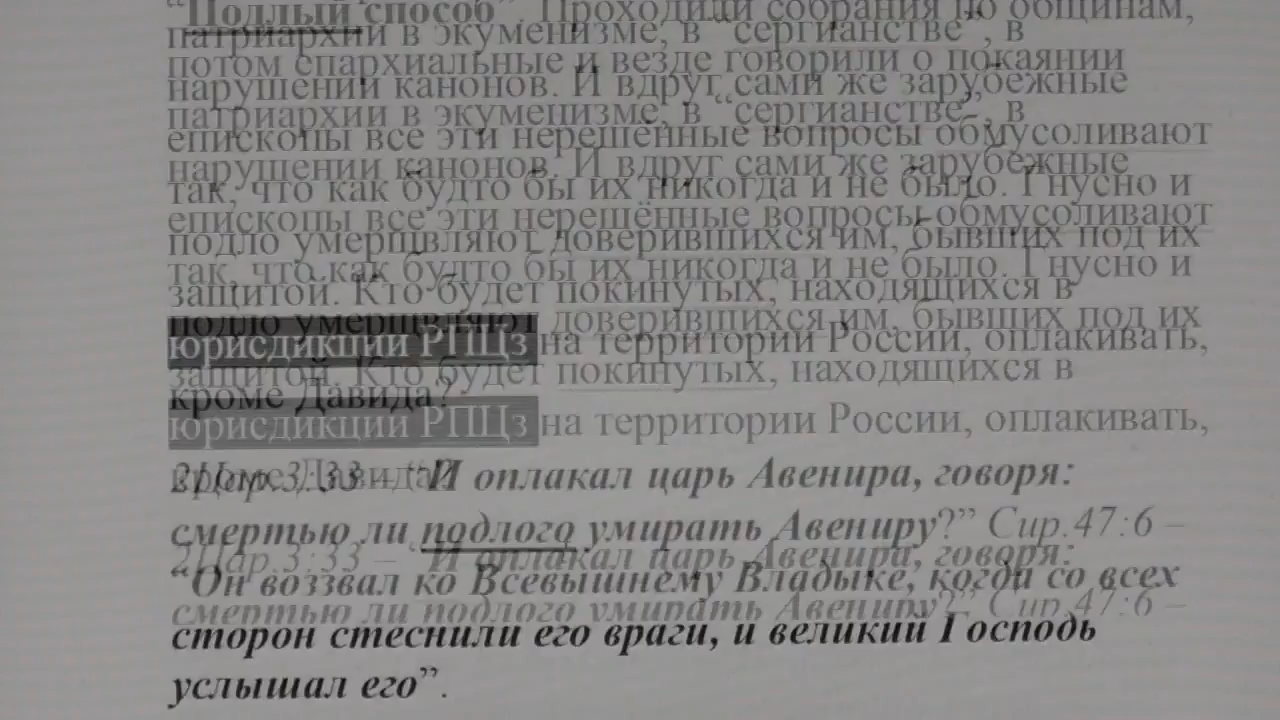 “Подлый способ”. Проходили собрания по общинам,
потом епархиальные и везде говорили о покаянии
патриархии в экуменизме, в “сергианстве”, в
нарушении канонов. И вдруг сами же зарубежные
епископы все эти нерешённые вопросы обмусоливают
так, что как будто бы их никогда и не было. Гнусно и
подло умерщвляют доверившихся им, бывших под их
защитой. Кто будет покинутых, находящихся в
юрисдикции РПЦз на территории России, оплакивать,
кроме Давида?
2Цар.3:33 – “И оплакал царь Авенира, говоря:
смертью ли подлого умирать Авениру?” Сир.47:6 –
“Он воззвал ко Всевышнему Владыке, когда со всех
сторон стеснили его враги, и великий Господь
услышал его”.